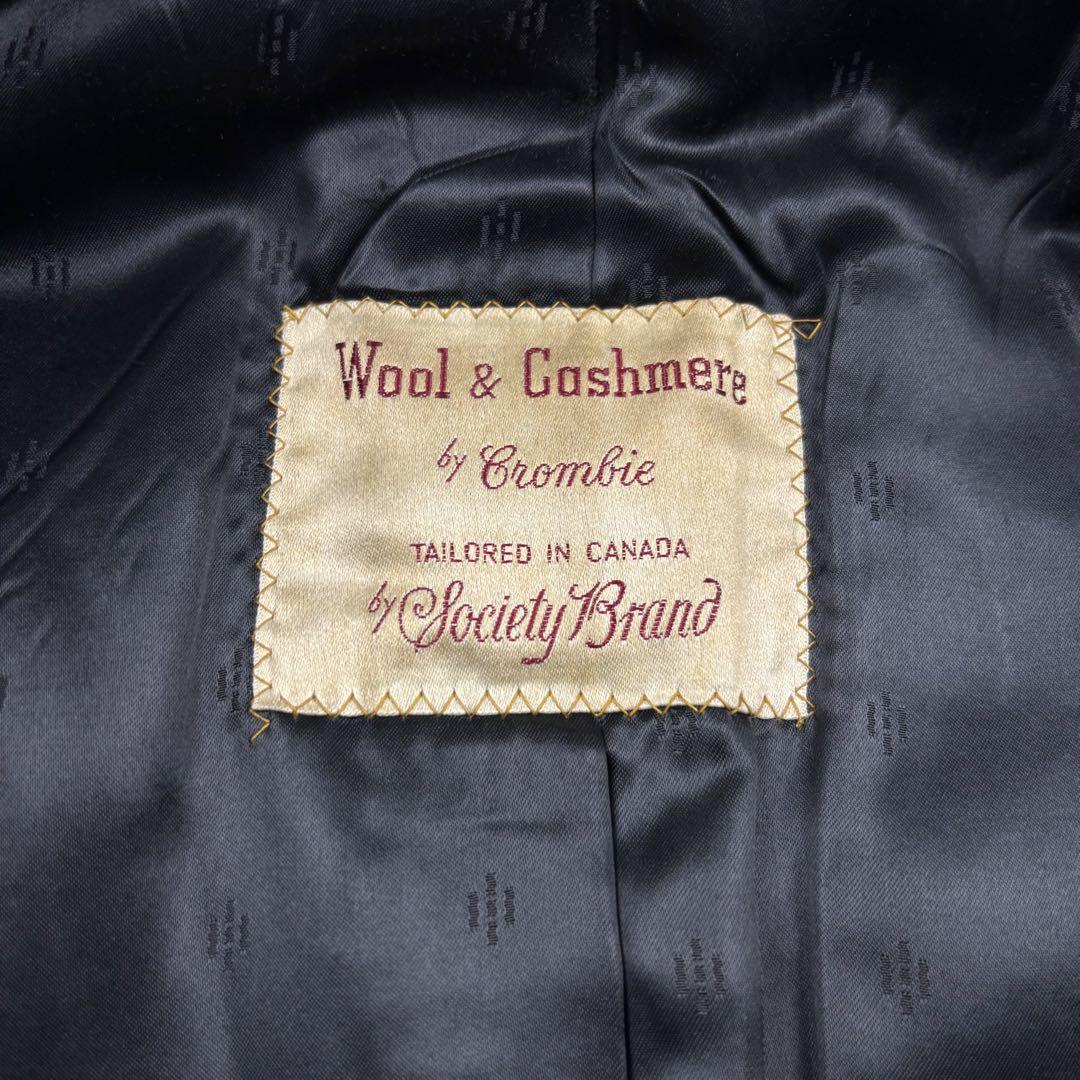 Wool & Cashmere
by Crombie
TAILORED IN CANADA
by Society Brand